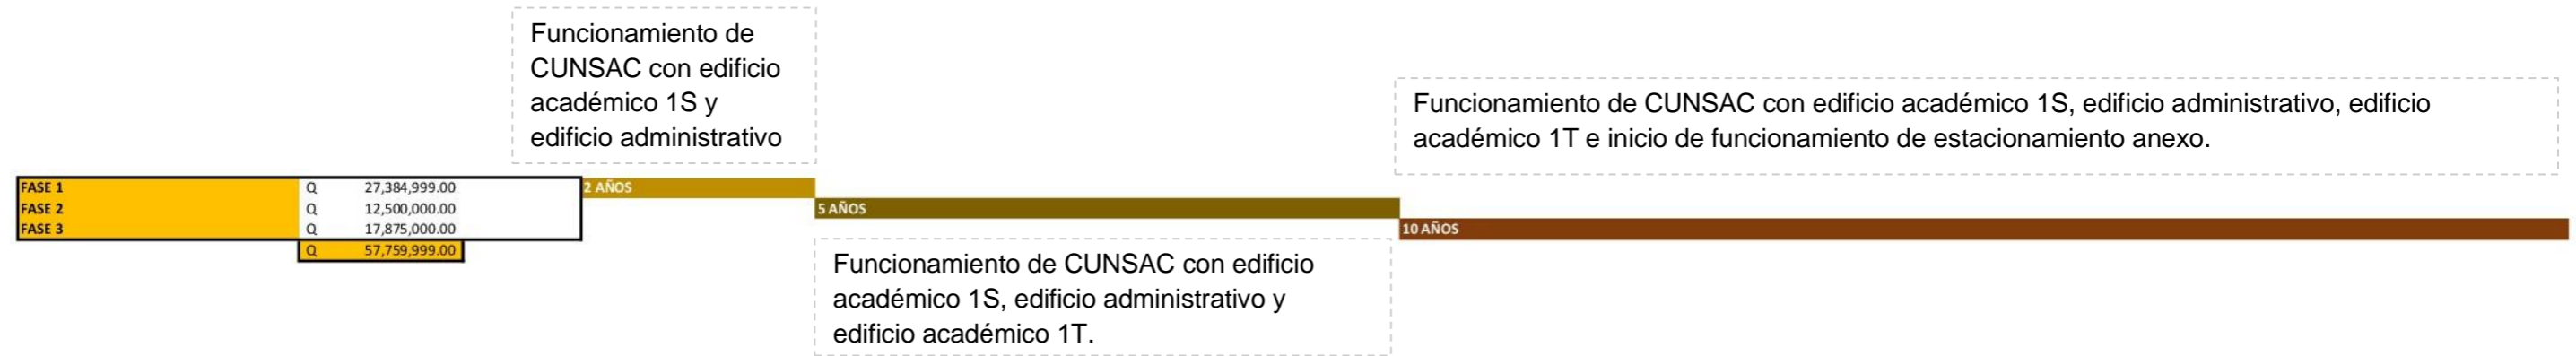 Funcionamiento de
CUNSAC con edificio
académico 1S y
edificio administrativo
Funcionamiento de CUNSAC con edificio académico 1S, edificio administrativo, edificio
académico 1T e inicio de funcionamiento de estacionamiento anexo.
FASE 1 Q 27,384,999.00 2 AÑOS
FASE 2 Q 12,500,000.00 5 AÑOS
FASE 3 Q 17,875,000.00 10 AÑOS
Q 57,759,999.00
Funcionamiento de CUNSAC con edificio
académico 1S, edificio administrativo y
edificio académico 1T.